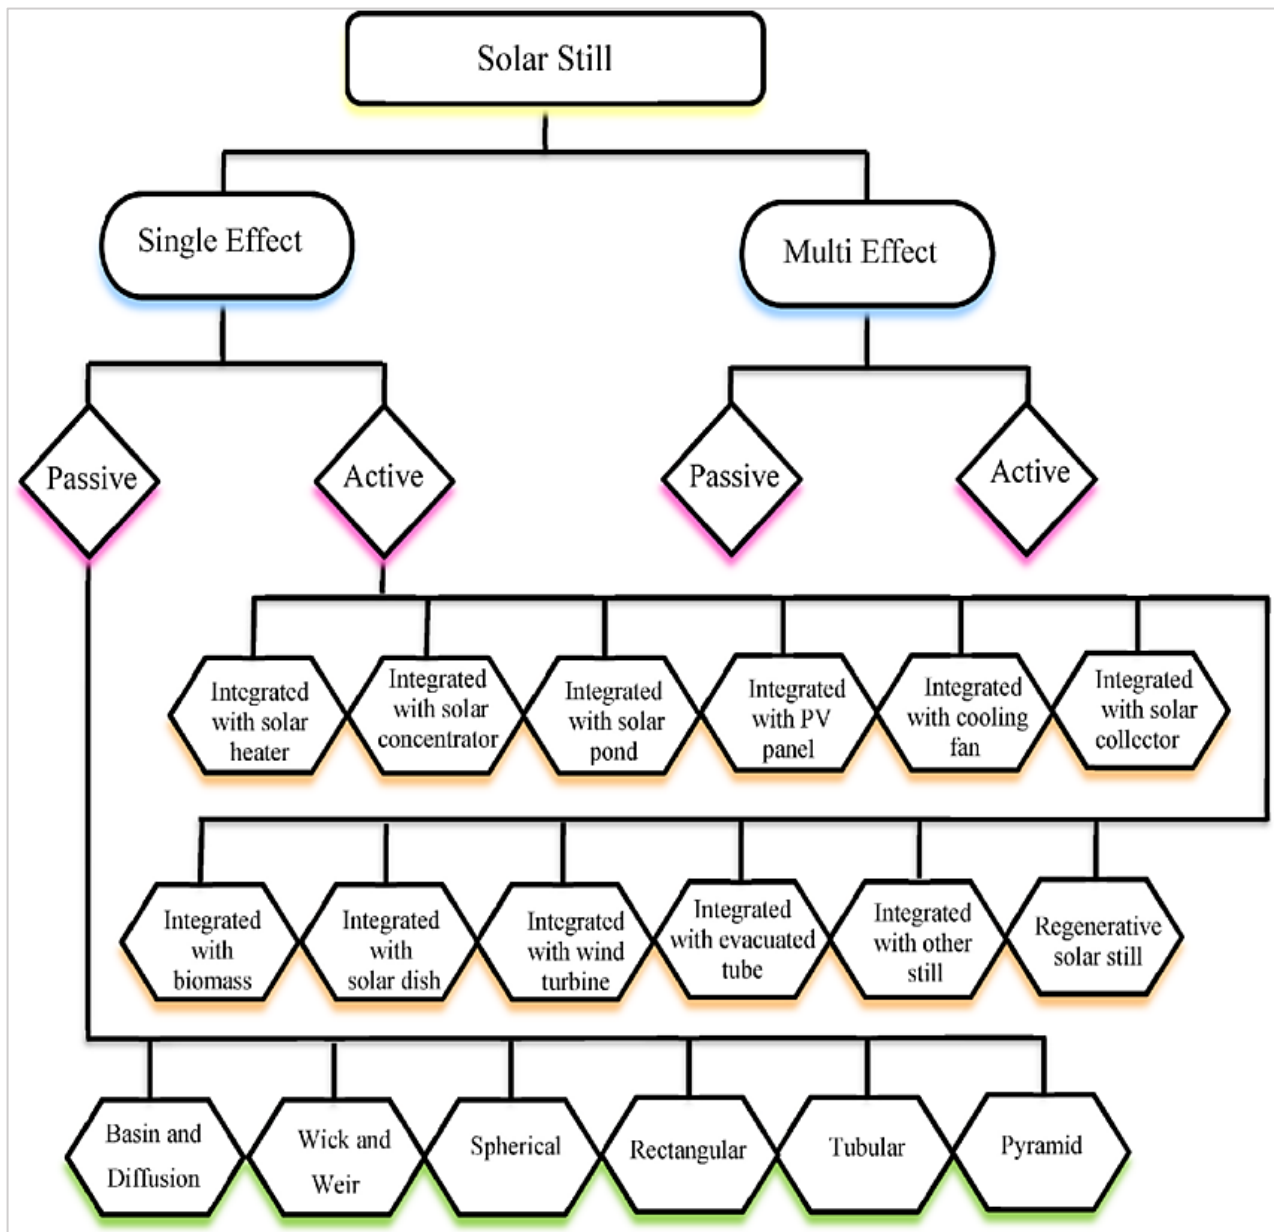 Solar Still
Single Effect
Multi Effect
Passive
Active
Passive
Active
Integrated
with solar
heater
Integrated
with solar
concentrator
Integrated
with solar
pond
Integrated
with PV
panel
Integrated
with cooling
fan
Integrated
with solar
collector
Integrated
with
biomass
Integrated
with
solar dish
Integrated
with wind
turbine
Integrated
with evacuated
tube
Integrated
with other
still
Regenerative
solar still
Basin and
Diffusion
Wick and
Weir
Spherical
Rectangular
Tubular
Pyramid